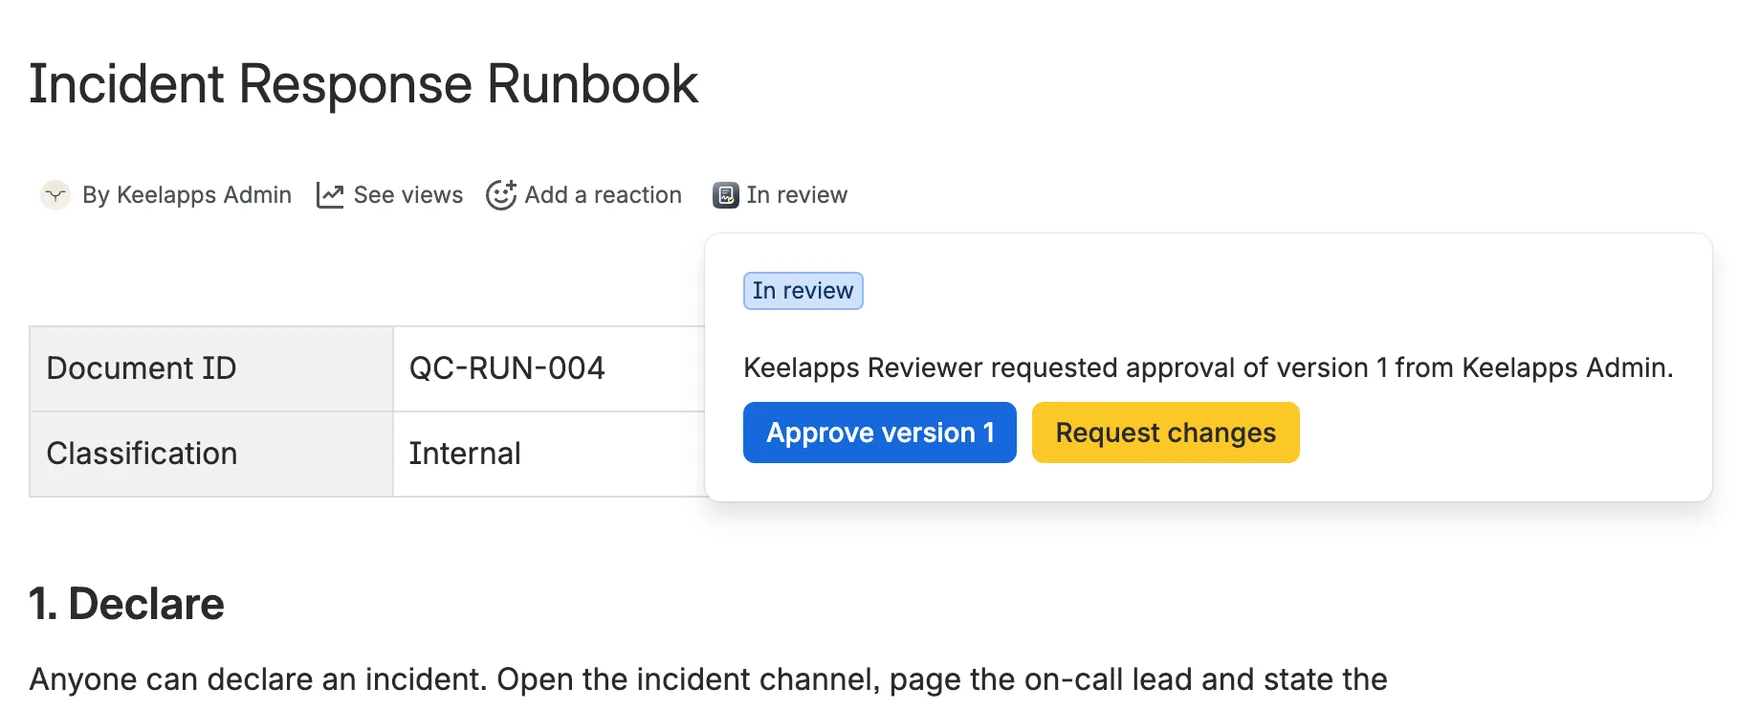 Incident Response Runbook
By Keelapps Admin See views Add a reaction In review
In review
Keelapps Reviewer requested approval of version 1 from Keelapps Admin.
Approve version 1 Request changes
Document ID QC-RUN-004
Classification Internal
1. Declare
Anyone can declare an incident. Open the incident channel, page the on-call lead and state the